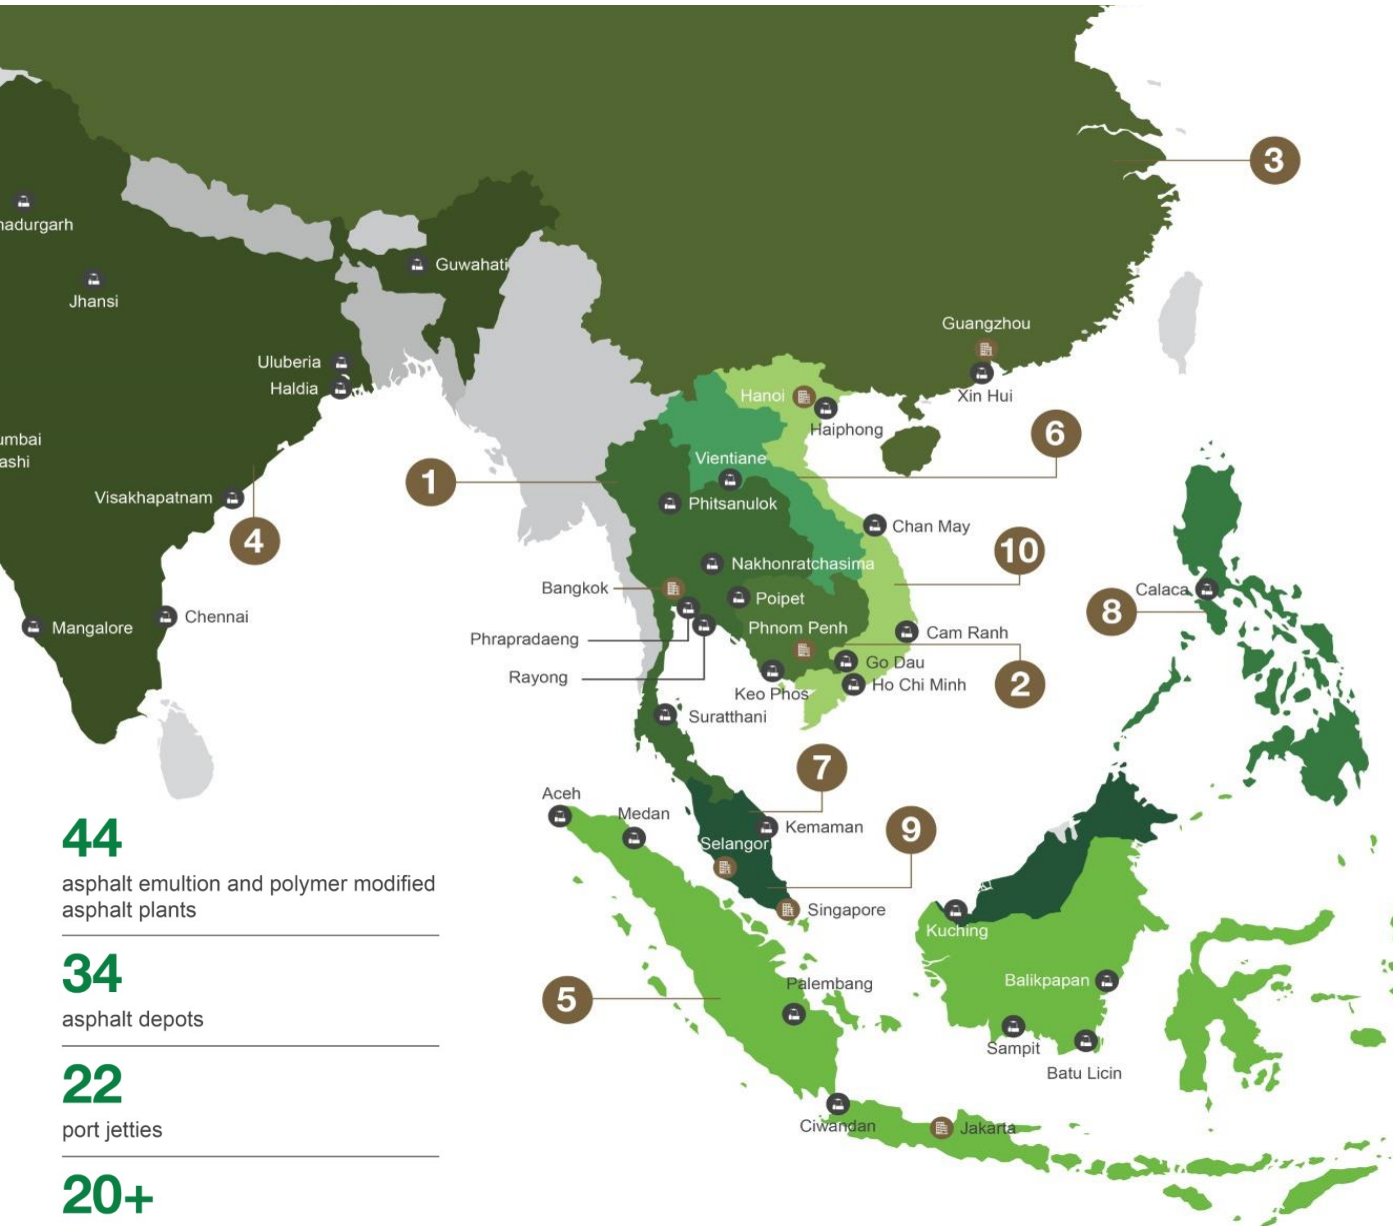 3
nadurgarh
Guwahati
Jhansi
Guangzhou
Uluberia
Haldia
Hanoi
Xin Hui
Haiphong
6
umbai
ashi
Vientiane
1
Visakhapatnam
Phitsanulok
Chan May
4
10
Nakhonratchasima
Bangkok
Poipet
Calaca
8
Chennai
Mangalore
Phnom Penh
Cam Ranh
Phrapradaeng
Go Dau
Rayong
Keo Phos
Ho Chi Minh
2
Suratthani
7
Aceh
Medan
Kemaman
9
Selangor
Singapore
Kuching
Palembang
Balikpapan
5
Sampit
Batu Licin
Ciwandan
Jakarta
44
asphalt emultion and polymer modified
asphalt plants
34
asphalt depots
22
port jetties
20+